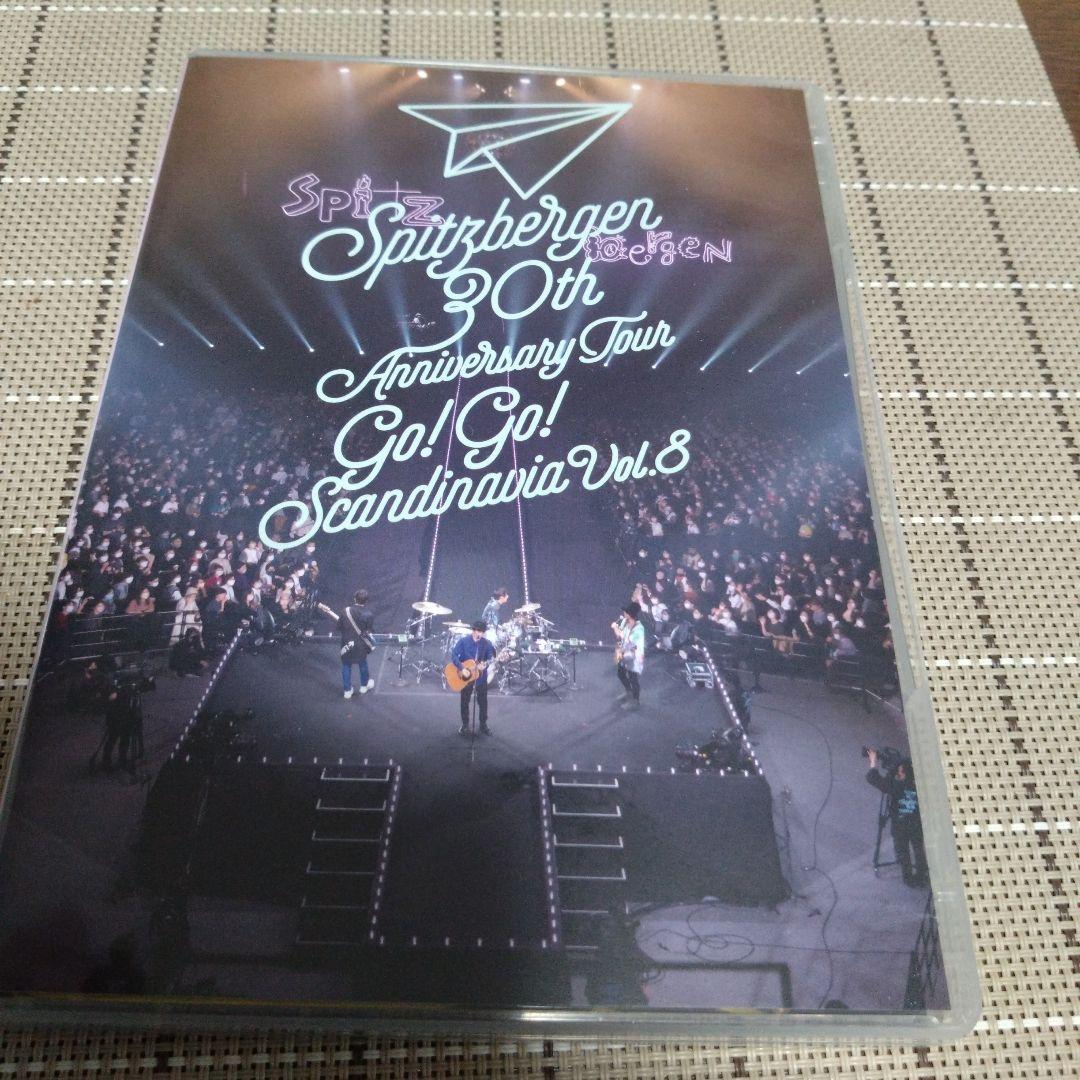 Spitz
Spitzbergen
bergen
30th
Anniversary Tour
Go! Go!
Scandinavia Vol.8